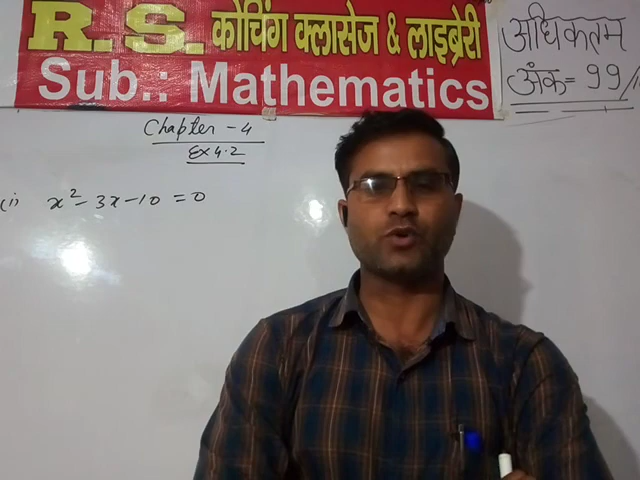 R.S. कोचिंग क्लासेज & लाइब्रेरी
Sub.: Mathematics
अधिकतम
अंक= 99/
Chapter - 4
Ex 4.2
(i) x² - 3x - 10 = 0